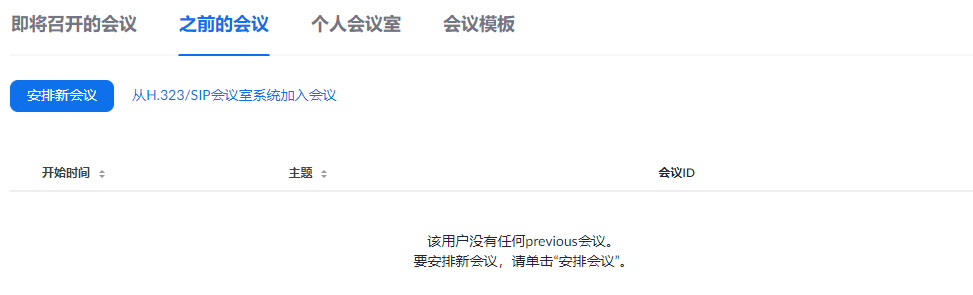 即将召开的会议 之前的会议 个人会议室 会议模板
安排新会议 从H.323/SIP会议室系统加入会议
开始时间 主题 会议ID
该用户没有任何previous会议。
要安排新会议，请单击“安排会议”。